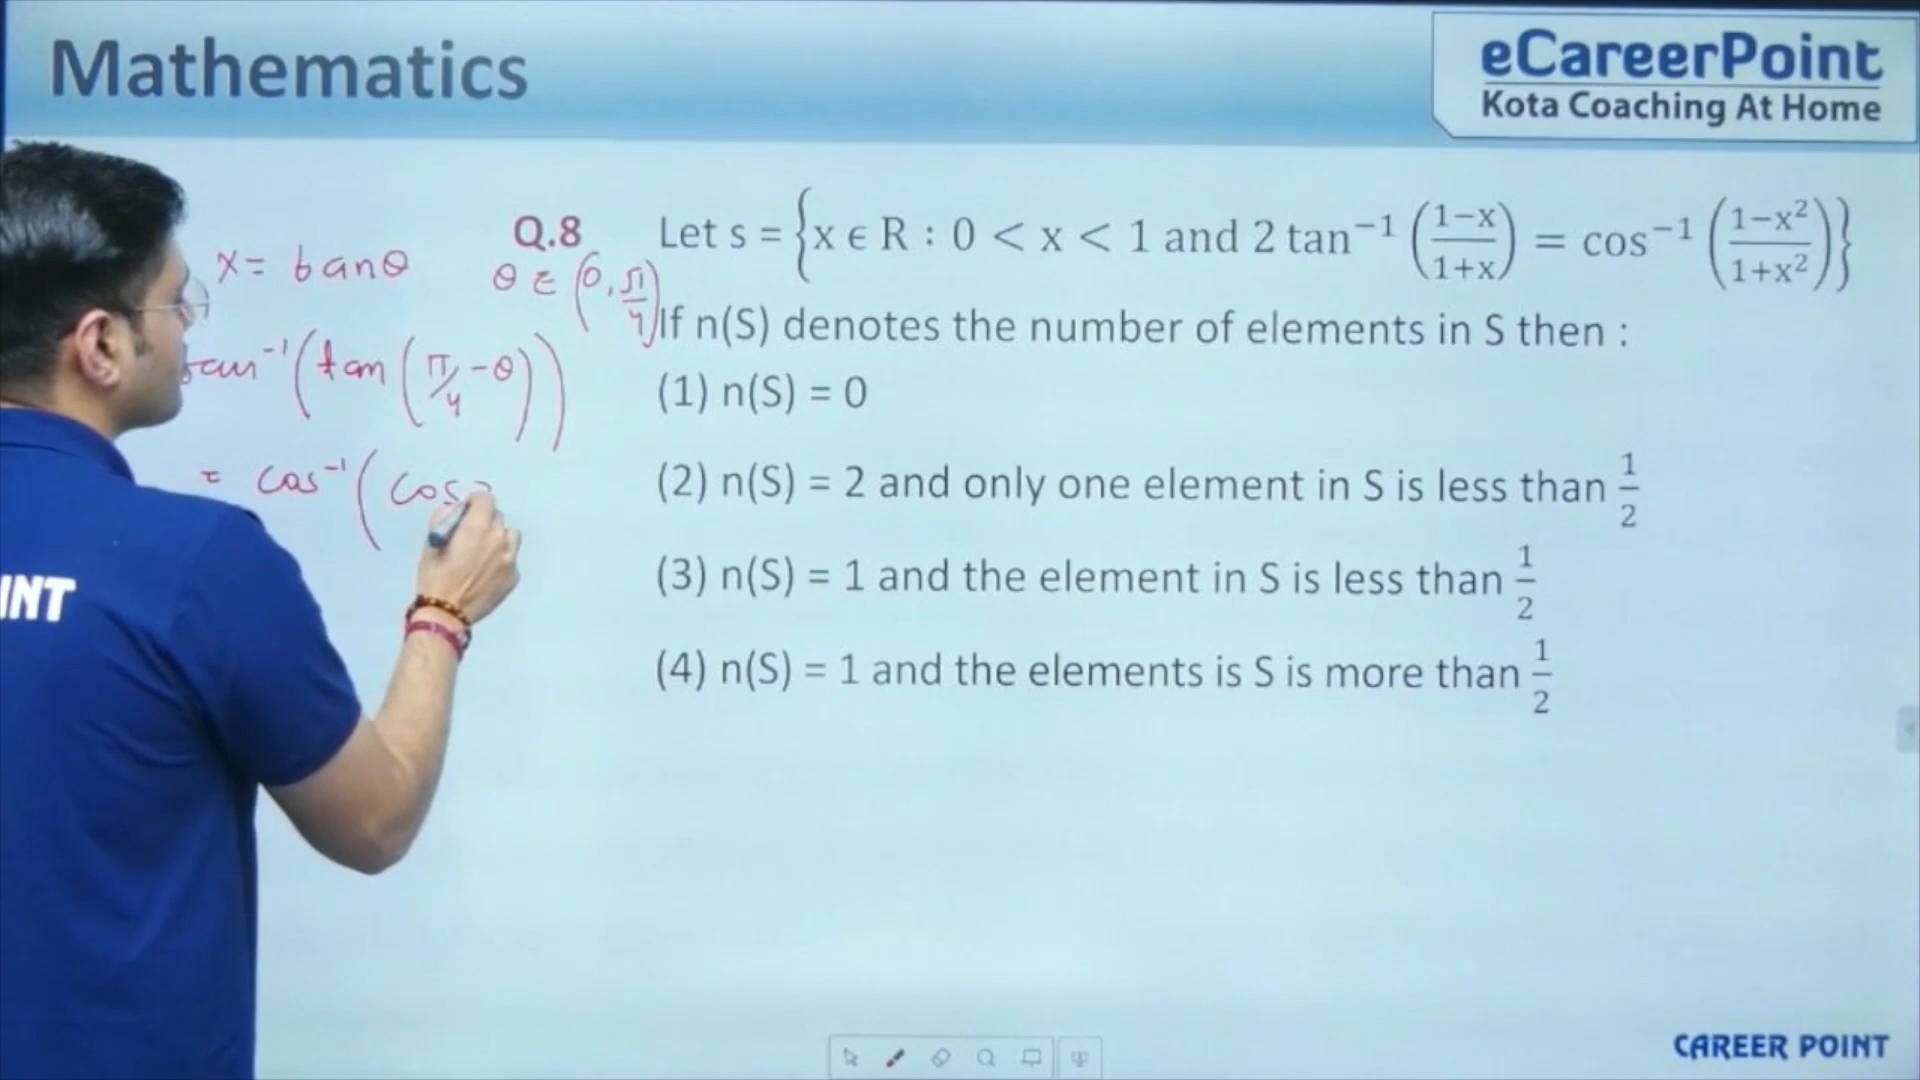 Mathematics
eCareerPoint
Kota Coaching At Home
Q.8 Let s = {x ϵ R : 0 < x < 1 and 2 tan⁻¹ ((1−x)/(1+x)) = cos⁻¹ ((1−x²)/(1+x²))}
If n(S) denotes the number of elements in S then :
(1) n(S) = 0
(2) n(S) = 2 and only one element in S is less than 1/2
(3) n(S) = 1 and the element in S is less than 1/2
(4) n(S) = 1 and the elements is S is more than 1/2
x = tanθ
θ ∈ (0, π/4)
tan⁻¹ (tan (π/4 − θ))
= cos⁻¹ (cos
INT
CAREER POINT